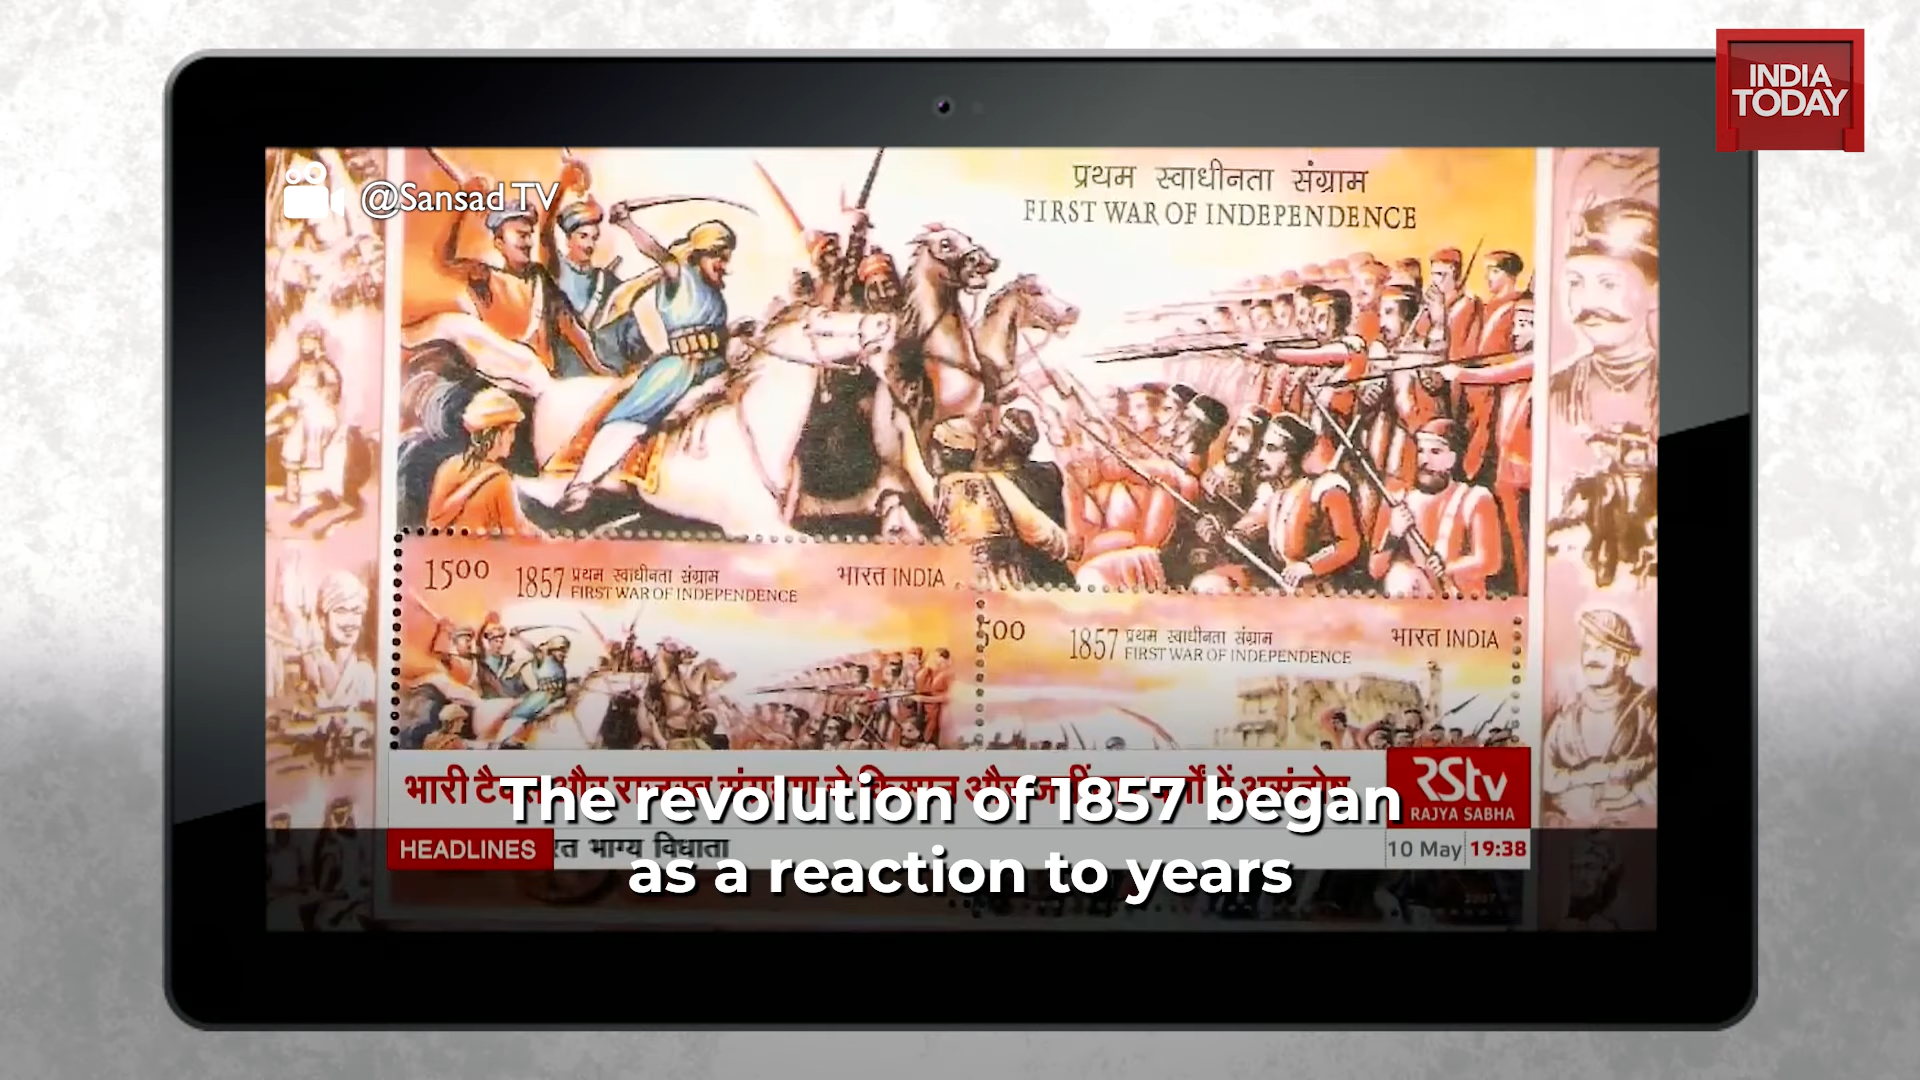 INDIA
TODAY
@Sansad TV
प्रथम स्वाधीनता संग्राम
FIRST WAR OF INDEPENDENCE
1500 1857 प्रथम स्वाधीनता संग्राम भारत INDIA
FIRST WAR OF INDEPENDENCE
500 1857 प्रथम स्वाधीनता संग्राम भारत INDIA
FIRST WAR OF INDEPENDENCE
भारी
RStv
RAJYA SABHA
The revolution of 1857 began
as a reaction to years
HEADLINES भाग्य विधाता
10 May 19:38
2007